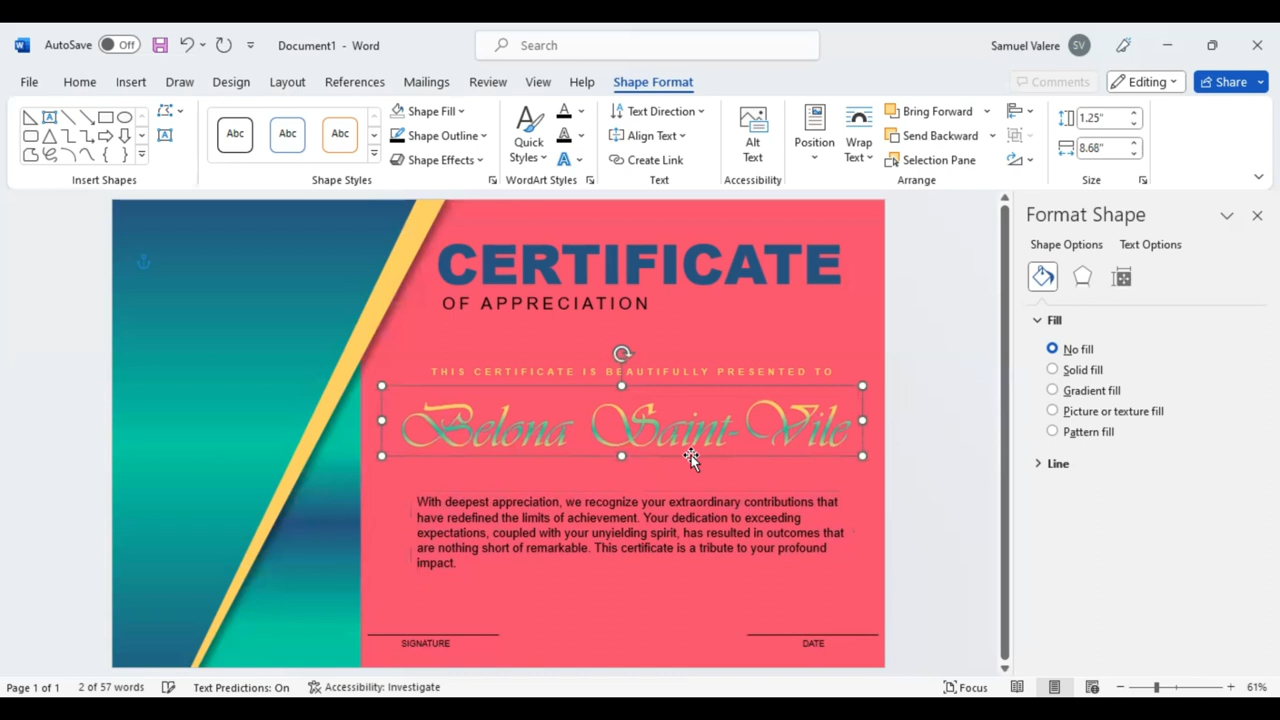 AutoSave Off Document1 - Word Search Samuel Valere SV
File Home Insert Draw Design Layout References Mailings Review View Help Shape Format Comments Editing Share
Abc Abc Abc
Shape Fill
Shape Outline
Shape Effects
Quick Styles
A
A
A
Text Direction
Align Text
Create Link
Alt Text
Position
Wrap Text
Bring Forward
Send Backward
Selection Pane
1.25"
8.68"
Insert Shapes Shape Styles WordArt Styles Text Accessibility Arrange Size
CERTIFICATE
OF APPRECIATION
THIS CERTIFICATE IS BEAUTIFULLY PRESENTED TO
Belona Saint-Vile
With deepest appreciation, we recognize your extraordinary contributions that
have redefined the limits of achievement. Your dedication to exceeding
expectations, coupled with your unyielding spirit, has resulted in outcomes that
are nothing short of remarkable. This certificate is a tribute to your profound
impact.
SIGNATURE DATE
Format Shape
Shape Options Text Options
Fill
No fill
Solid fill
Gradient fill
Picture or texture fill
Pattern fill
Line
Page 1 of 1 2 of 57 words Text Predictions: On Accessibility: Investigate Focus 61%